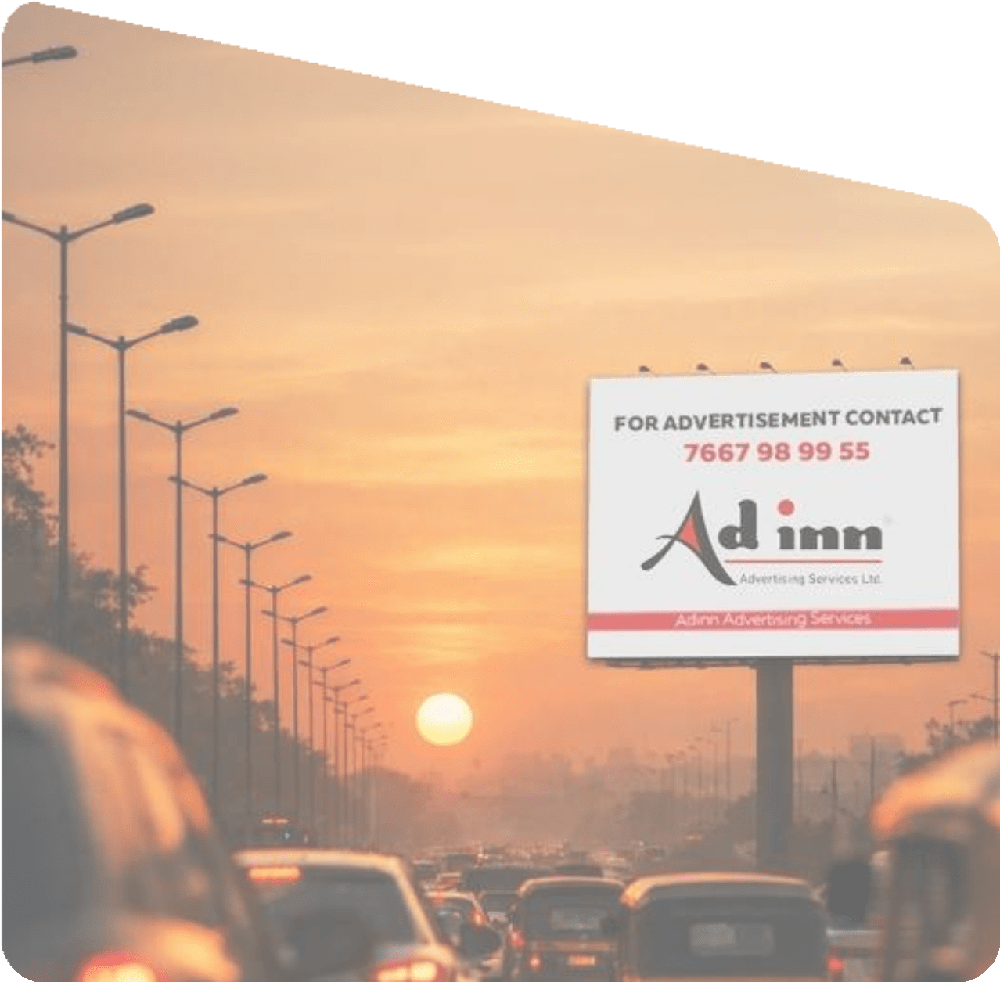 FOR ADVERTISEMENT CONTACT
7667 98 99 55
Ad inn
Advertising Services Ltd.
Adinn Advertising Services